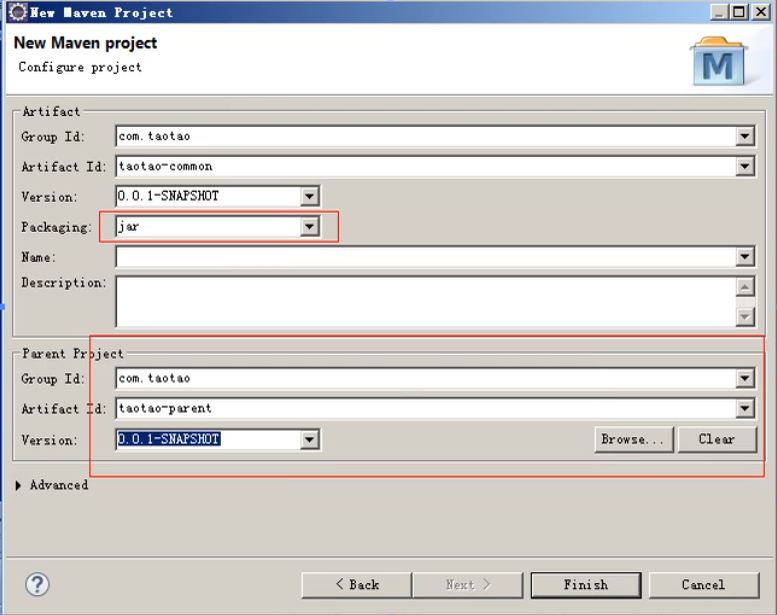 New Maven Project
New Maven project
Configure project
M
Artifact
Group Id: com.taotao
Artifact Id: taotao-common
Version: 0.0.1-SNAPSHOT
Packaging: jar
Name:
Description:
Parent Project
Group Id: com.taotao
Artifact Id: taotao-parent
Version: 0.0.1-SNAPSHOT Browse... Clear
Advanced
? < Back Next > Finish Cancel